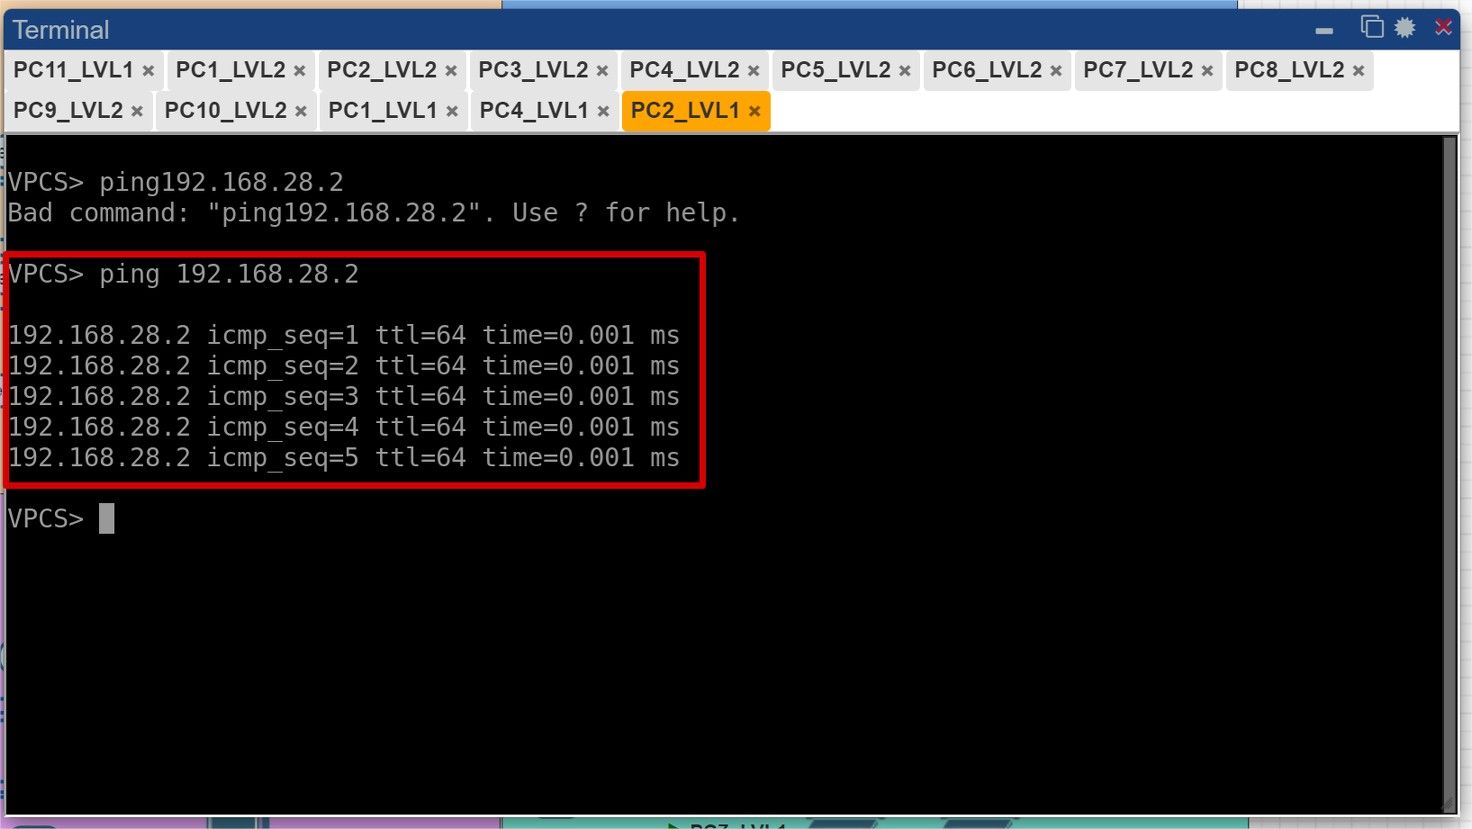 Terminal
PC11_LVL1 × PC1_LVL2 × PC2_LVL2 × PC3_LVL2 × PC4_LVL2 × PC5_LVL2 × PC6_LVL2 × PC7_LVL2 × PC8_LVL2 ×
PC9_LVL2 × PC10_LVL2 × PC1_LVL1 × PC4_LVL1 × PC2_LVL1 ×
VPCS> ping192.168.28.2
Bad command: "ping192.168.28.2". Use ? for help.
VPCS> ping 192.168.28.2
192.168.28.2 icmp_seq=1 ttl=64 time=0.001 ms
192.168.28.2 icmp_seq=2 ttl=64 time=0.001 ms
192.168.28.2 icmp_seq=3 ttl=64 time=0.001 ms
192.168.28.2 icmp_seq=4 ttl=64 time=0.001 ms
192.168.28.2 icmp_seq=5 ttl=64 time=0.001 ms
VPCS>